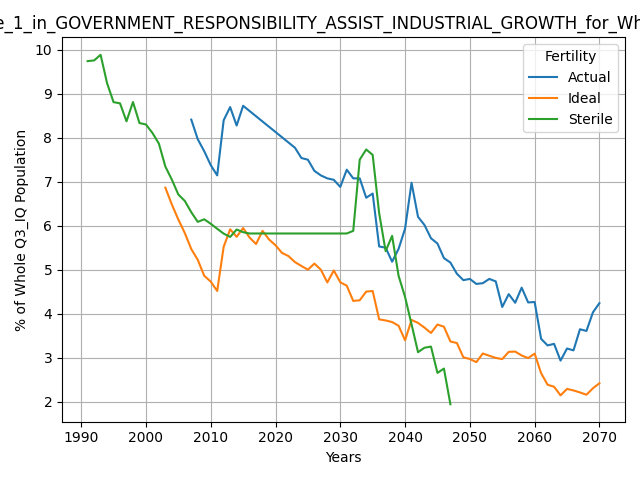 e_1_in_GOVERNMENT_RESPONSIBILITY_ASSIST_INDUSTRIAL_GROWTH_for_Wh
Fertility
Actual
Ideal
Sterile
% of Whole Q3_IQ Population
10
9
8
7
6
5
4
3
2
1990 2000 2010 2020 2030 2040 2050 2060 2070
Years